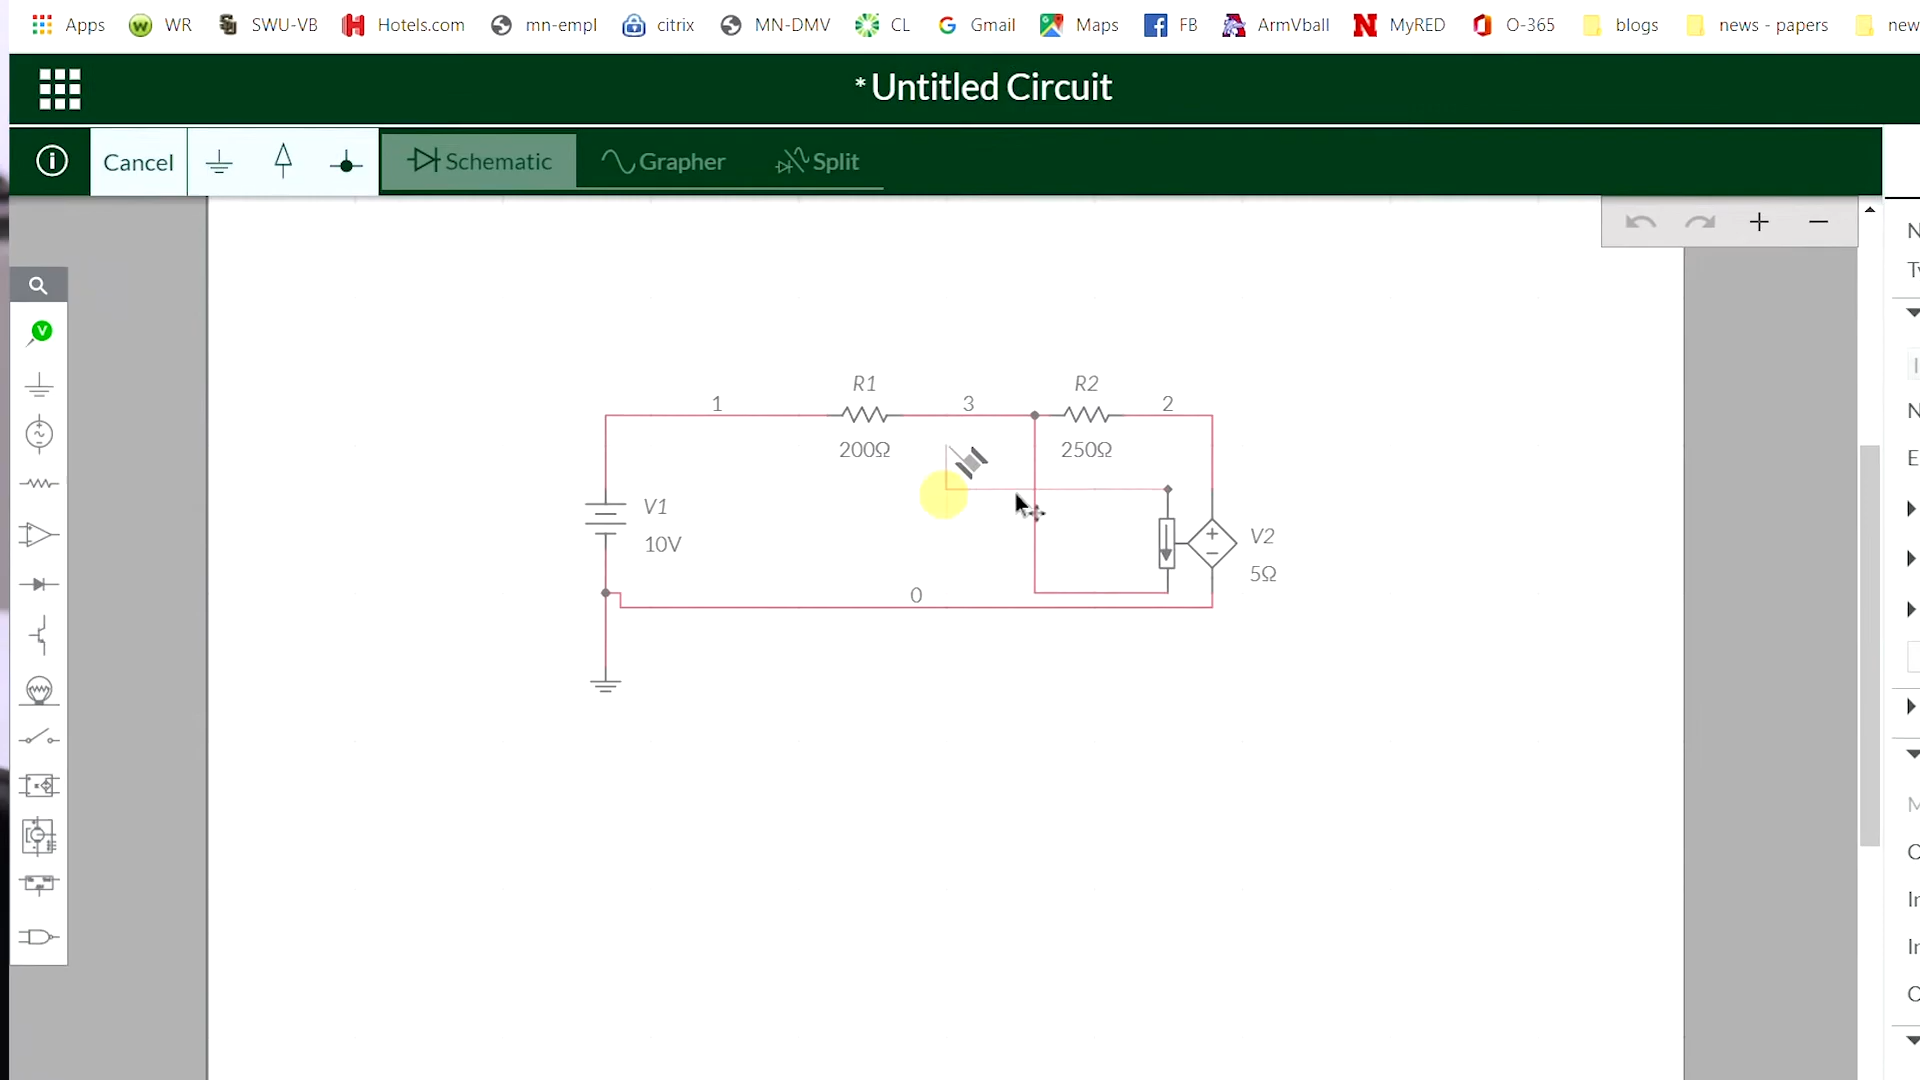 Apps WR SWU-VB Hotels.com mn-empl citrix MN-DMV CL Gmail Maps FB ArmVball MyRED O-365 blogs news - papers new
*Untitled Circuit
Cancel Schematic Grapher Split
R1 R2
1 3 2
200Ω 250Ω
V1
10V
V2
5Ω
0